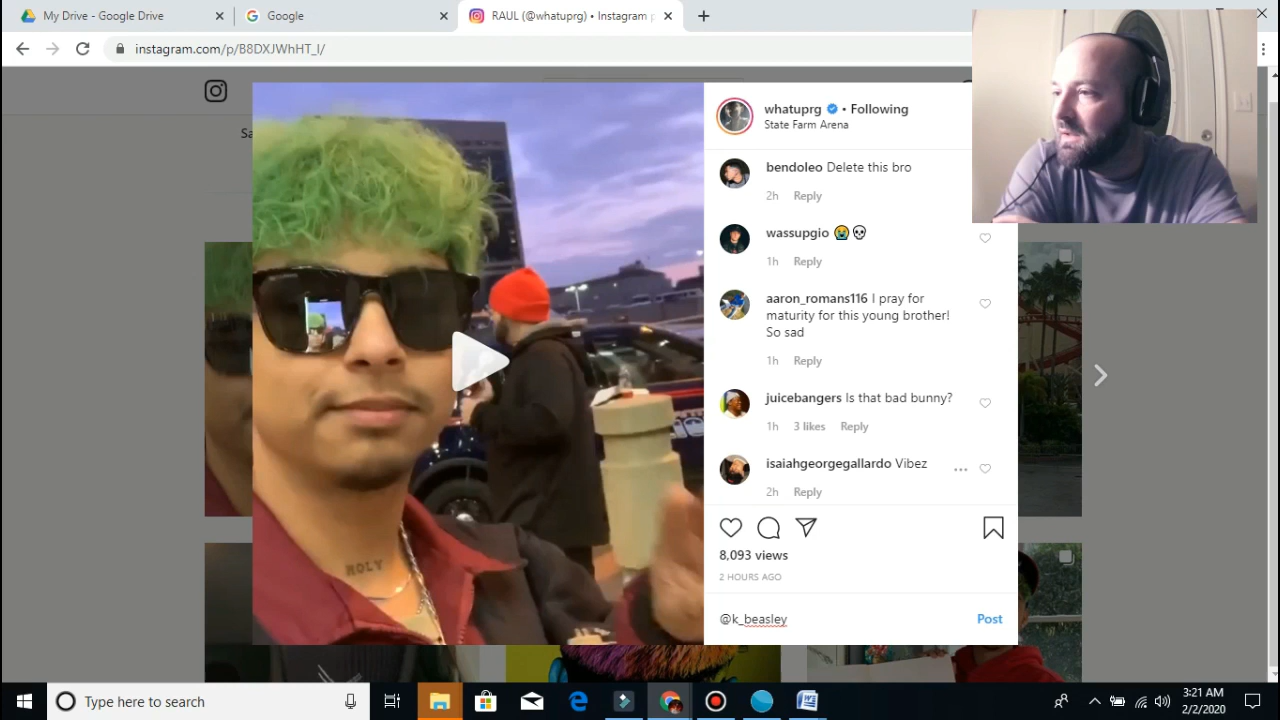 My Drive - Google Drive
Google
RAUL (@whatuprg) • Instagram p
instagram.com/p/B8DXJWhHT_I/
Sa
whatuprg • Following
State Farm Arena
bendoleo Delete this bro
2h Reply
wassupgio 😭💀
1h Reply
aaron_romans116 I pray for
maturity for this young brother!
So sad
1h Reply
juicebangers Is that bad bunny?
1h 3 likes Reply
isaiahgeorgegallardo Vibez
2h Reply
HOLY
8,093 views
2 HOURS AGO
@k_beasley
Post
Type here to search
3:21 AM
2/2/2020